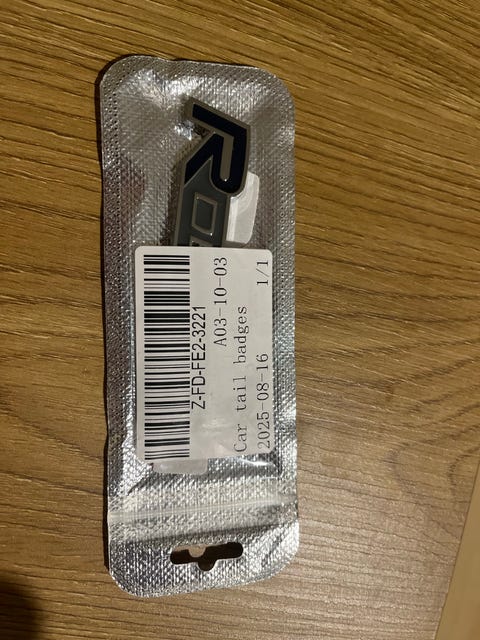 Z-FD-FE2-3221
A03-10-03
Car tail badges 1/1
2025-08-16